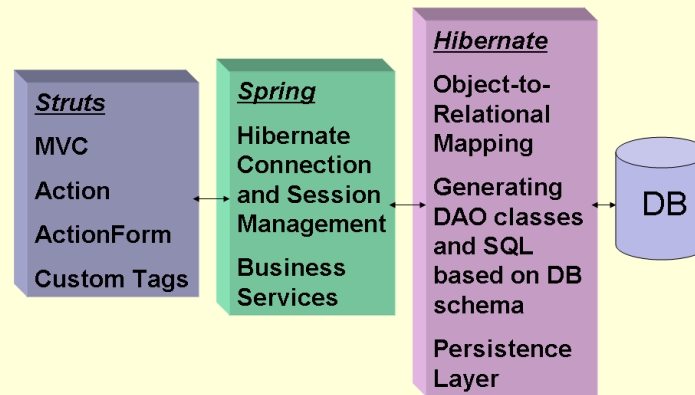 Struts
MVC
Action
ActionForm
Custom Tags
Spring
Hibernate
Connection
and Session
Management
Business
Services
Hibernate
Object-to-
Relational
Mapping
Generating
DAO classes
and SQL
based on DB
schema
Persistence
Layer
DB